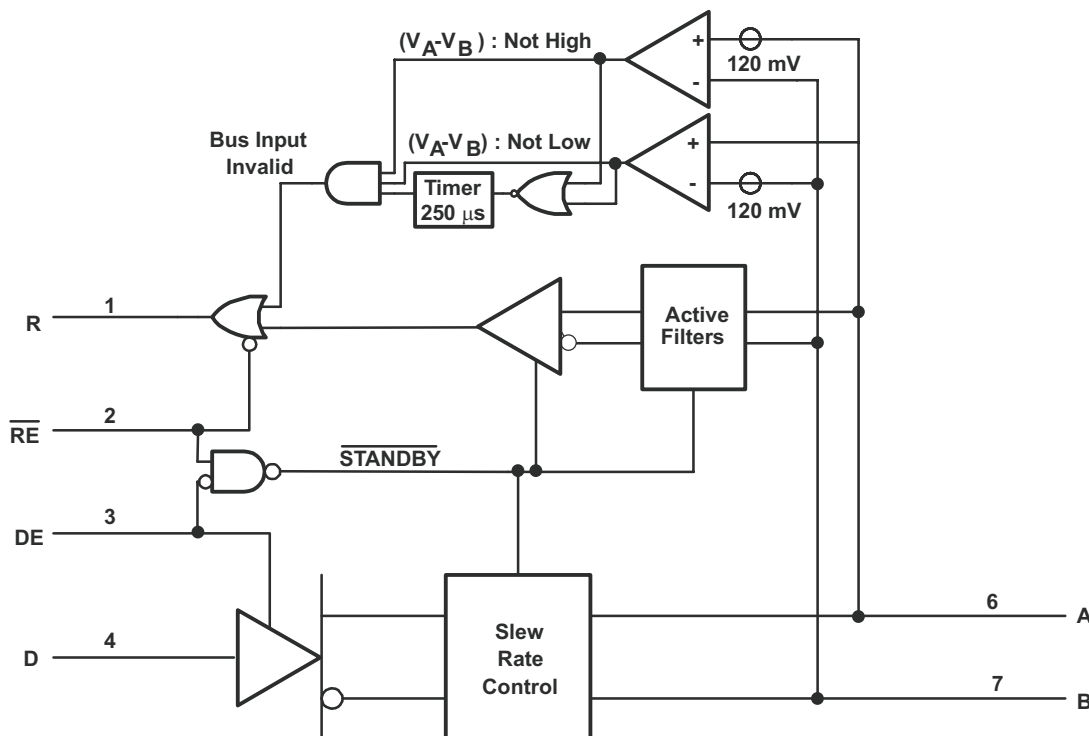 (VA-VB) : Not High
+
120 mV
-
Bus Input
Invalid
(VA-VB) : Not Low
+
-
120 mV
Timer
250 μs
R
1
Active
Filters
RE
2
STANDBY
DE
3
D
4
Slew
Rate
Control
6
A
7
B